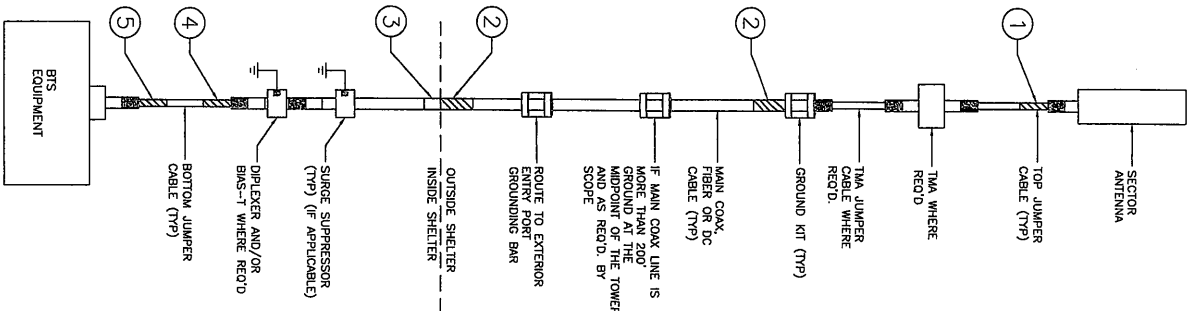 SECTOR
ANTENNA
1
TOP JUMPER
CABLE (TYP)
TMA WHERE
REQ'D
TMA JUMPER
CABLE WHERE
REQ'D.
GROUND KIT (TYP)
2
MAIN COAX,
FIBER OR DC
CABLE (TYP)
IF MAIN COAX LINE IS
MORE THAN 200'
GROUND AT THE
MIDPOINT OF THE TOWER
AND AS REQ'D. BY
SCOPE
ROUTE TO EXTERIOR
ENTRY PORT
GROUNDING BAR
2
OUTSIDE SHELTER
INSIDE SHELTER
3
SURGE SUPPRESSOR
(TYP) (IF APPLICABLE)
DIPLEXER AND/OR
BIAS-T WHERE REQ'D
4
BOTTOM JUMPER
CABLE (TYP)
5
BTS
EQUIPMENT